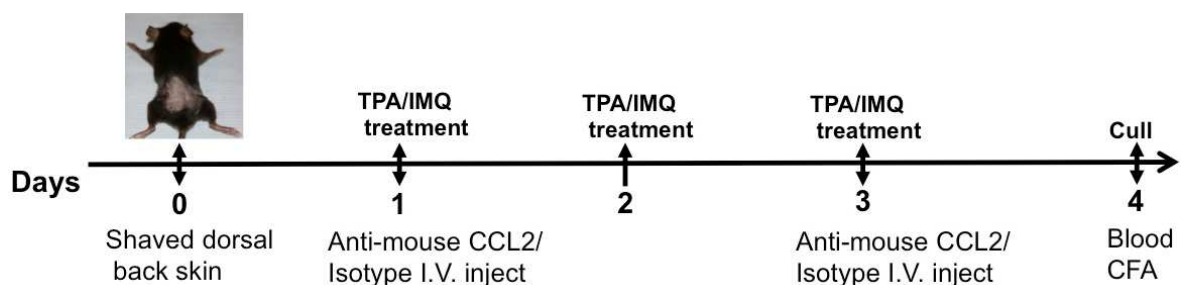 TPA/IMQ
treatment
TPA/IMQ
treatment
TPA/IMQ
treatment
Cull
Days
0
1
2
3
4
Shaved dorsal
back skin
Anti-mouse CCL2/
Isotype I.V. inject
Anti-mouse CCL2/
Isotype I.V. inject
Blood
CFA